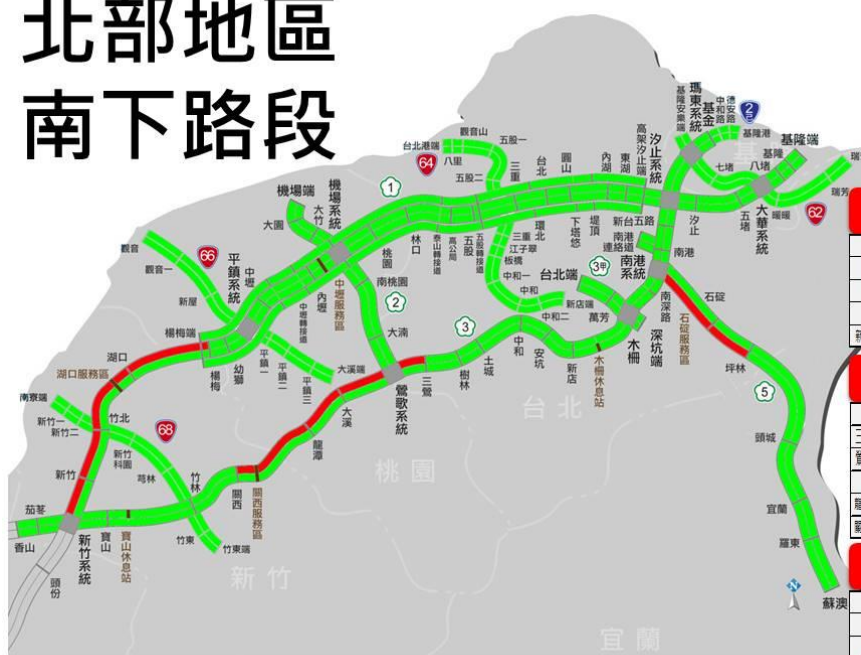 北部地區
南下路段
觀音山
五股一
台北港端
八里
64
五股二
三重
台北
圓山
內湖
東湖
高架汐止端
汐止系統
基隆安樂端
瑪東系統
基金
中和路
德安路
2
基隆港
基隆
基隆端
七堵
八堵
瑞芳
62
暖暖
大華系統
五堵
汐止
機場端
機場系統
大園
大竹
1
桃園
林口
泰山轉接道
高公局
五股
五股轉接道
環北
下塔悠
堤頂
新台五路
南港連絡道
南港系統
南港
三重
江子翠
板橋
中和一
中和
中和二
台北端
3甲
新店端
萬芳
木柵
深坑端
南深路
石碇
石碇服務區
坪林
5
頭城
宜蘭
羅東
蘇澳
觀音
66
觀音一
新屋
平鎮系統
中壢
內壢
中壢服務區
中壢轉接道
南桃園
2
大湳
3
楊梅端
楊梅
幼獅
平鎮一
平鎮二
平鎮三
大溪端
大溪
鶯歌系統
三鶯
樹林
土城
中和
安坑
新店
木柵休息站
湖口
湖口服務區
南寮端
新竹一
新竹二
竹北
68
新竹
新竹科園
芎林
竹林
關西
關西服務區
龍潭
竹東
竹東端
茄苳
香山
新竹系統
寶山
寶山休息站
頭份
台北
桃園
新竹
宜蘭
N